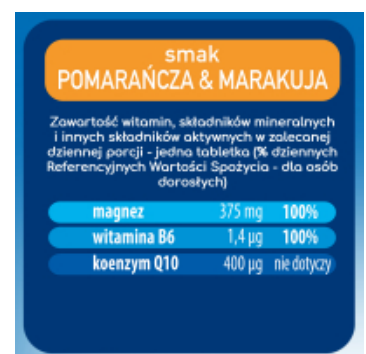 smak
POMARAŃCZA & MARAKUJA
Zawartość witamin, składników mineralnych
i innych składników aktywnych w zalecanej
dziennej porcji - jedna tabletka (% dziennych
Referencyjnych Wartości Spożycia - dla osób
dorosłych)
magnez 375 mg 100%
witamina B6 1,4 µg 100%
koenzym Q10 400 µg nie dotyczy